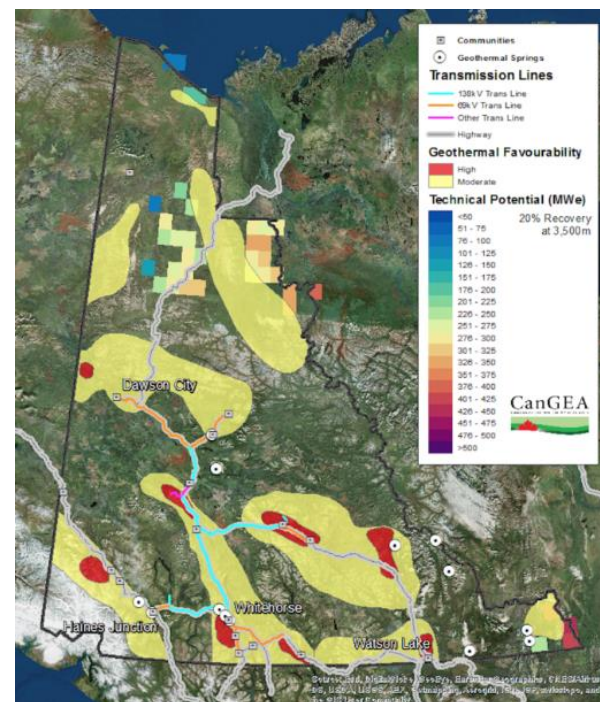 Communities
Geothermal Springs
Transmission Lines
138kV Trans Line
69kV Trans Line
Other Trans Line
Highway
Geothermal Favourability
High
Moderate
Technical Potential (MWe)
<50
51 - 75
76 - 100
101 - 125
126 - 150
151 - 175
176 - 200
201 - 225
226 - 250
251 - 275
276 - 300
301 - 325
326 - 350
351 - 375
376 - 400
401 - 425
426 - 450
451 - 475
476 - 500
>500
20% Recovery
at 3,500m
CanGEA
Dawson City
Whitehorse
Haines Junction
Watson Lake